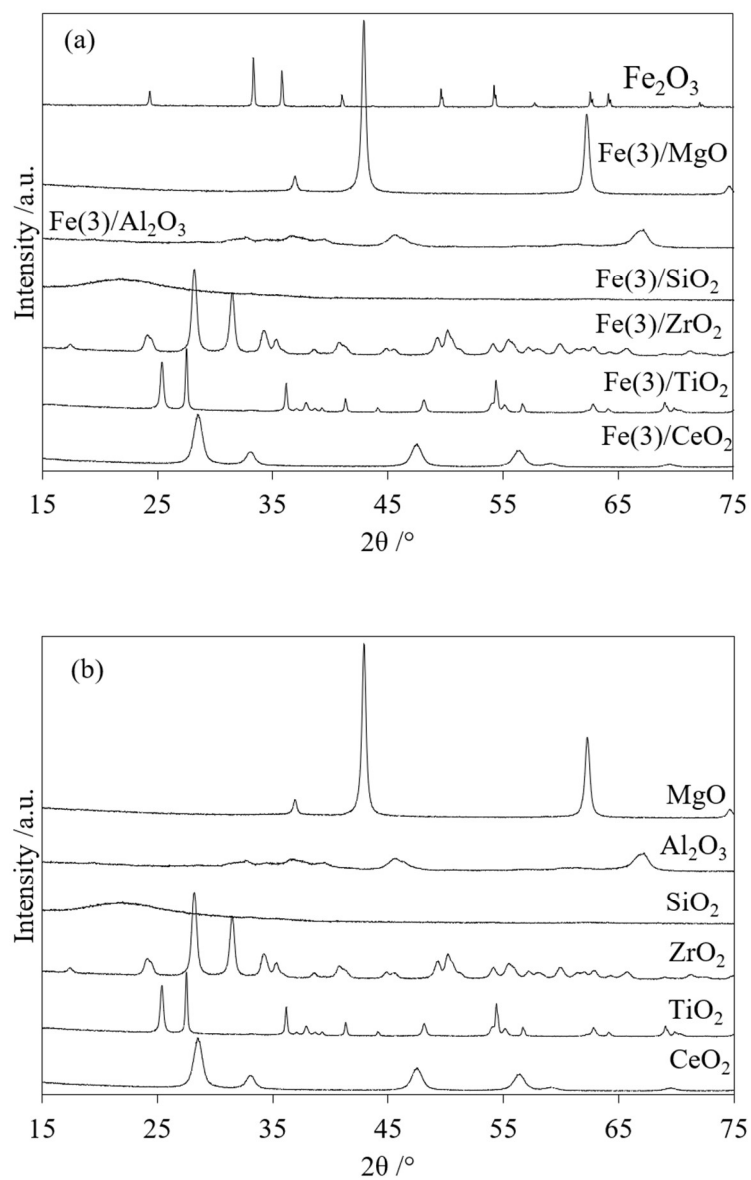 (a)
Fe₂O₃
Fe(3)/MgO
Fe(3)/Al₂O₃
Fe(3)/SiO₂
Fe(3)/ZrO₂
Fe(3)/TiO₂
Fe(3)/CeO₂
Intensity /a.u.
15 25 35 45 55 65 75
2θ /°
(b)
MgO
Al₂O₃
SiO₂
ZrO₂
TiO₂
CeO₂
Intensity /a.u.
15 25 35 45 55 65 75
2θ /°